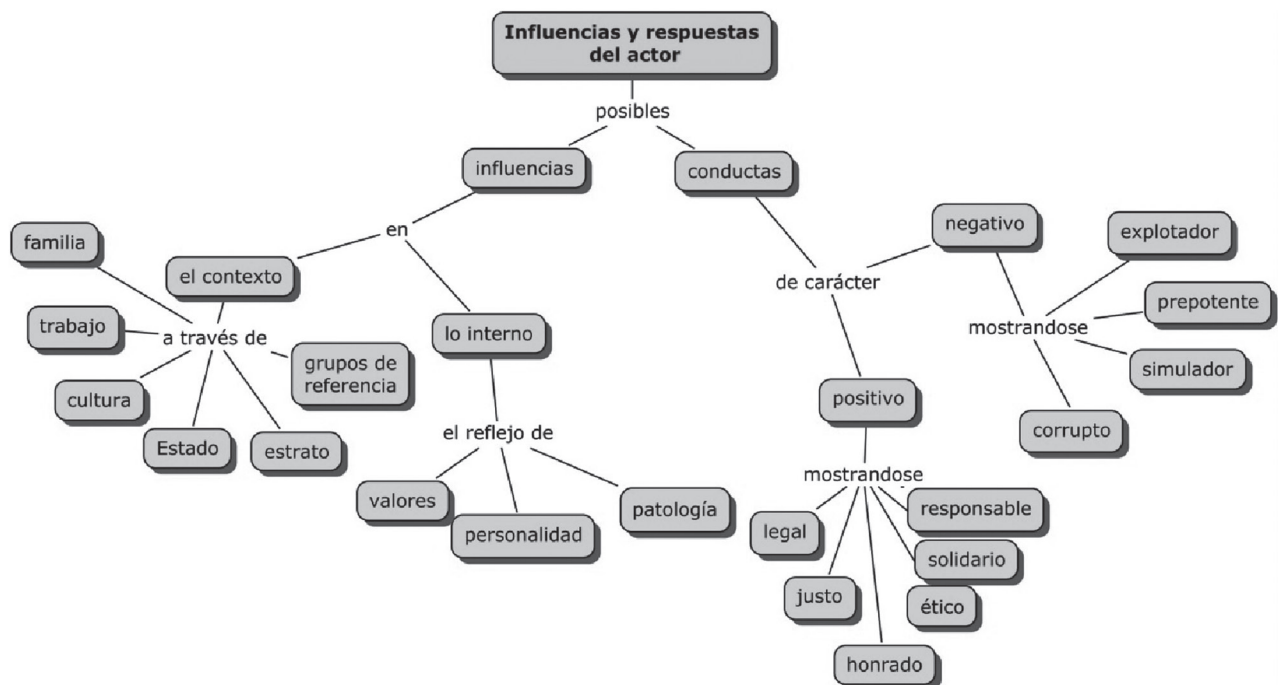 Influencias y respuestas
del actor
posibles
influencias
conductas
en
el contexto
familia
trabajo
a través de
cultura
Estado
estrato
grupos de
referencia
lo interno
el reflejo de
valores
personalidad
patología
de carácter
negativo
mostrandose
explotador
prepotente
simulador
corrupto
positivo
mostrandose
legal
justo
honrado
ético
solidario
responsable